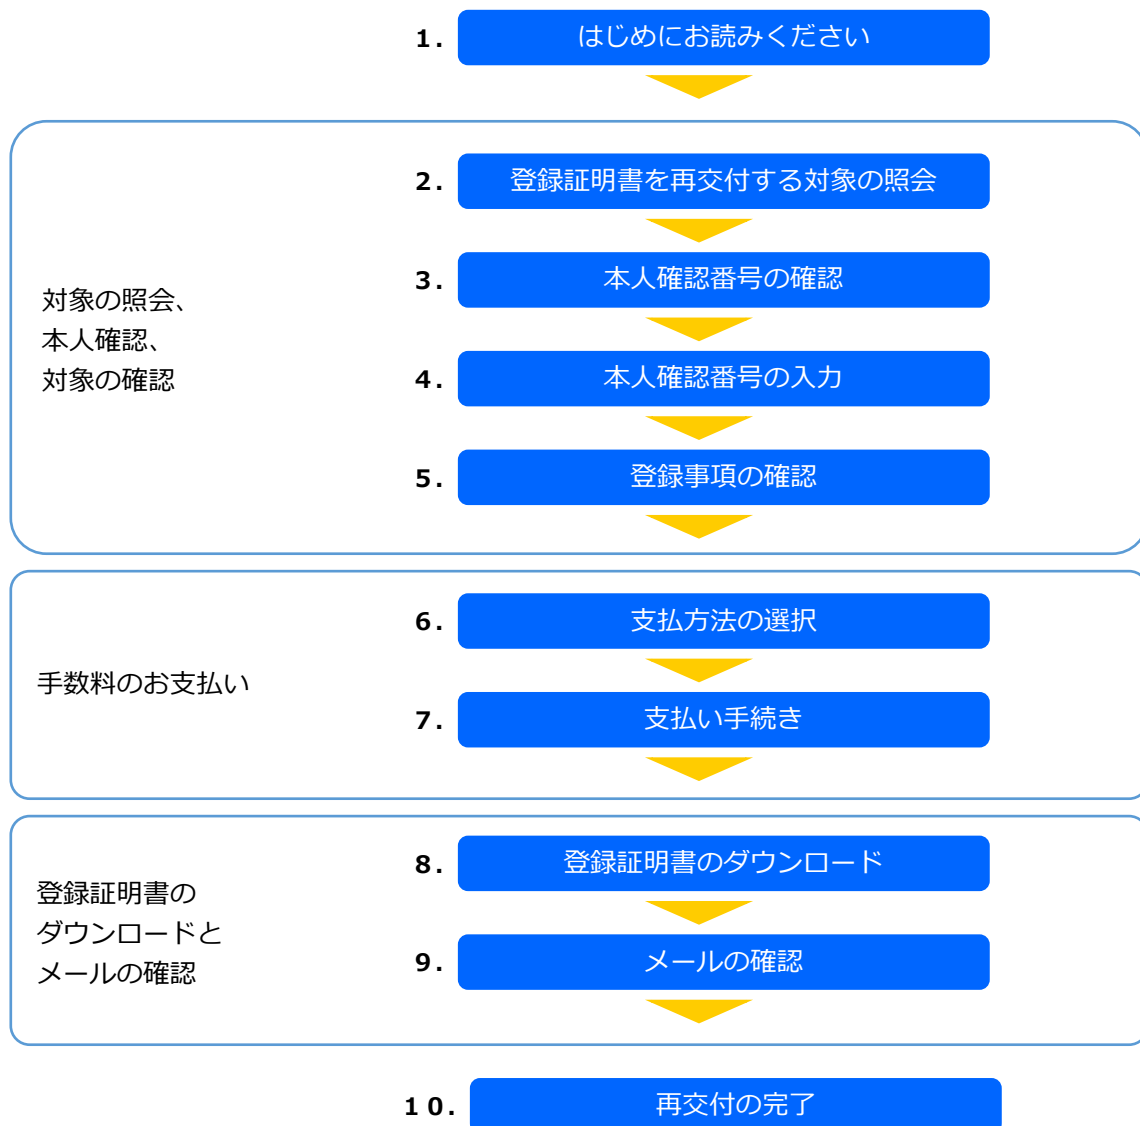 1. はじめにお読みください
2. 登録証明書を再交付する対象の照会
3. 本人確認番号の確認
対象の照会、
本人確認、
対象の確認
4. 本人確認番号の入力
5. 登録事項の確認
6. 支払方法の選択
手数料のお支払い
7. 支払い手続き
8. 登録証明書のダウンロード
登録証明書の
ダウンロードと
メールの確認
9. メールの確認
10. 再交付の完了